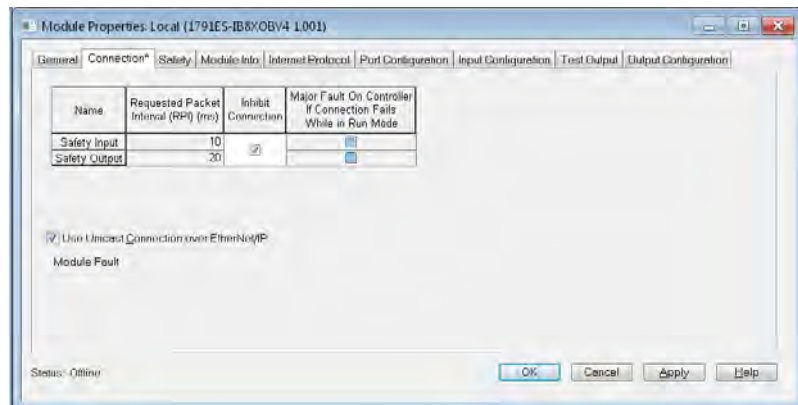 Module Properties: Local (1791ES-IB8XOBV4 1.001)
General Connection* Safety Module Info Internet Protocol Port Configuration Input Configuration Test Output Output Configuration
Name Requested Packet Interval (RPI) (ms) Inhibit Connection Major Fault On Controller If Connection Fails While in Run Mode
Safety Input 10
Safety Output 20
Use Unicast Connection over EtherNet/IP
Module Fault
Status: Offline OK Cancel Apply Help